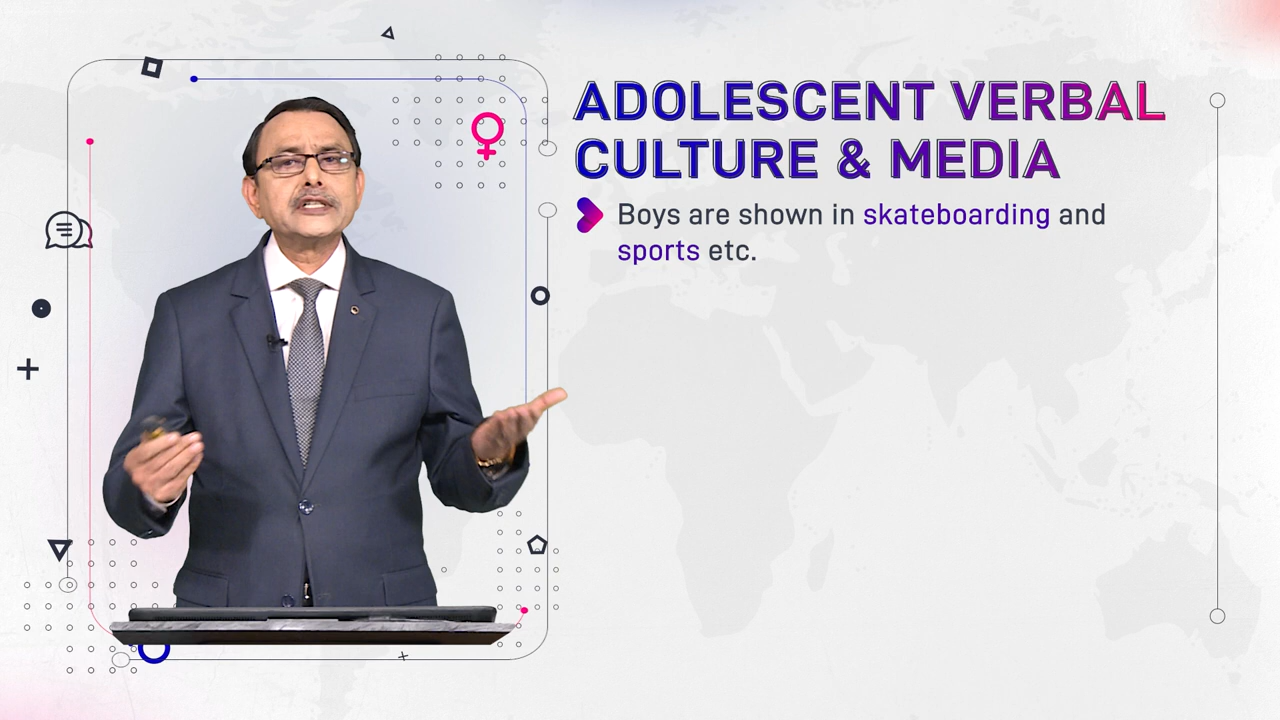 ADOLESCENT VERBAL
CULTURE & MEDIA
Boys are shown in skateboarding and
sports etc.